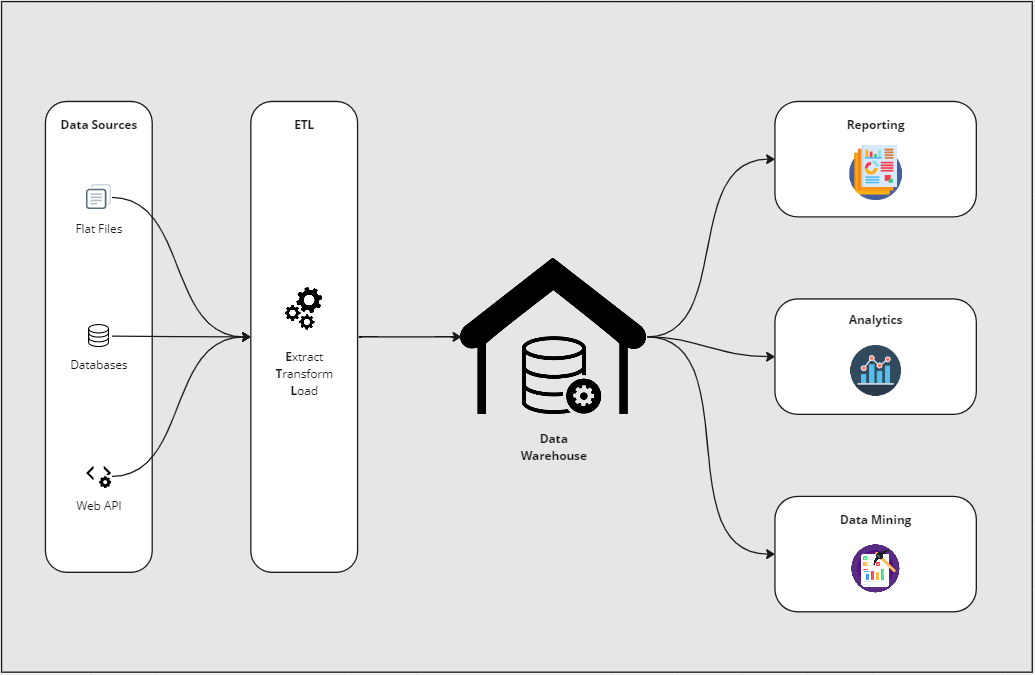 Data Sources
Flat Files
Databases
Web API
ETL
Extract
Transform
Load
Data
Warehouse
Reporting
Analytics
Data Mining